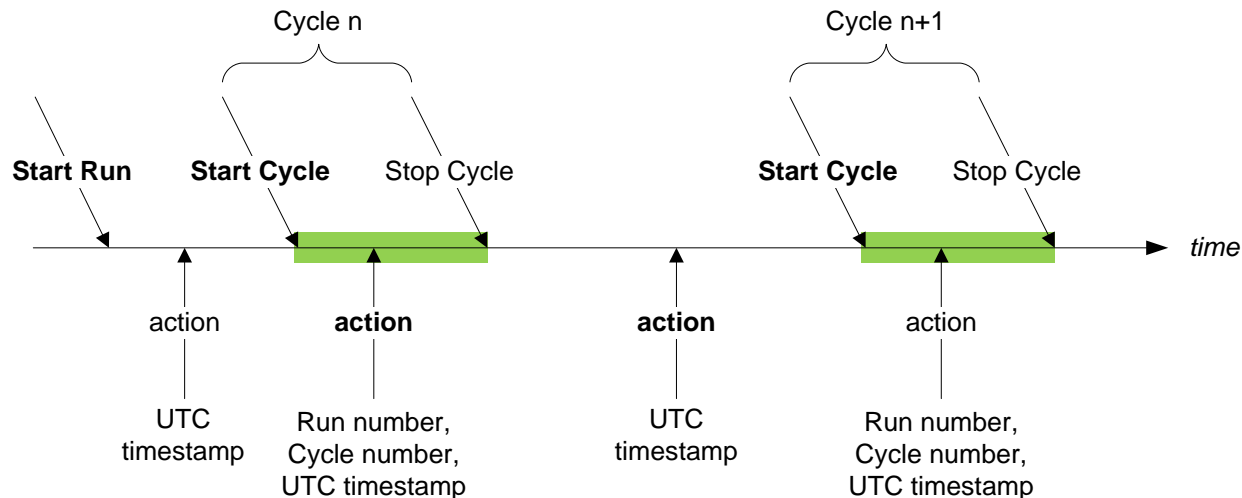 Cycle n
Cycle n+1
Start Run
Start Cycle
Stop Cycle
Start Cycle
Stop Cycle
time
action
action
action
action
UTC
timestamp
Run number,
Cycle number,
UTC timestamp
UTC
timestamp
Run number,
Cycle number,
UTC timestamp